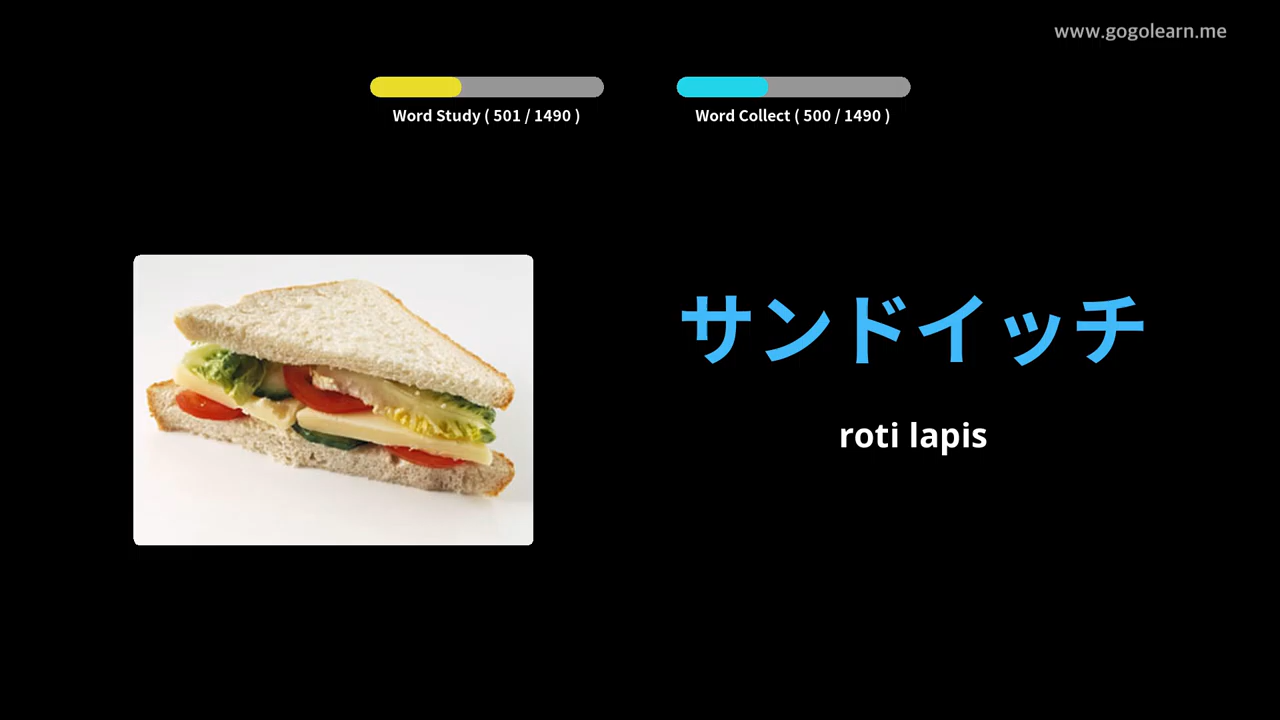 www.gogolearn.me
Word Study ( 501 / 1490 )
Word Collect ( 500 / 1490 )
サンドイッチ
roti lapis